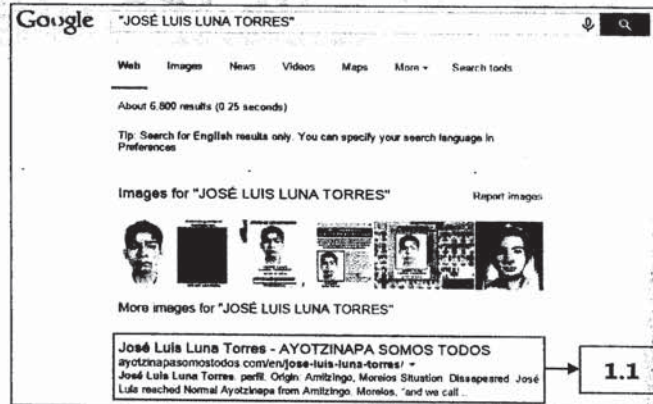 Google "JOSÉ LUIS LUNA TORRES"
Web Images News Videos Maps More Search tools
About 6,800 results (0 25 seconds)
Tip: Search for English results only. You can specify your search language in
Preferences
Images for "JOSÉ LUIS LUNA TORRES" Report images
More images for "JOSÉ LUIS LUNA TORRES"
José Luis Luna Torres - AYOTZINAPA SOMOS TODOS
ayotzinapasomostodos com/en/jose-luis-luna-torres/
José Luis Luna Torres. perfil. Origin: Amilzingo, Morelos Situation Dissapeared José
Luis reached Normal Ayotzinapa from Amilzingo. Morelos, "and we call ..
1.1